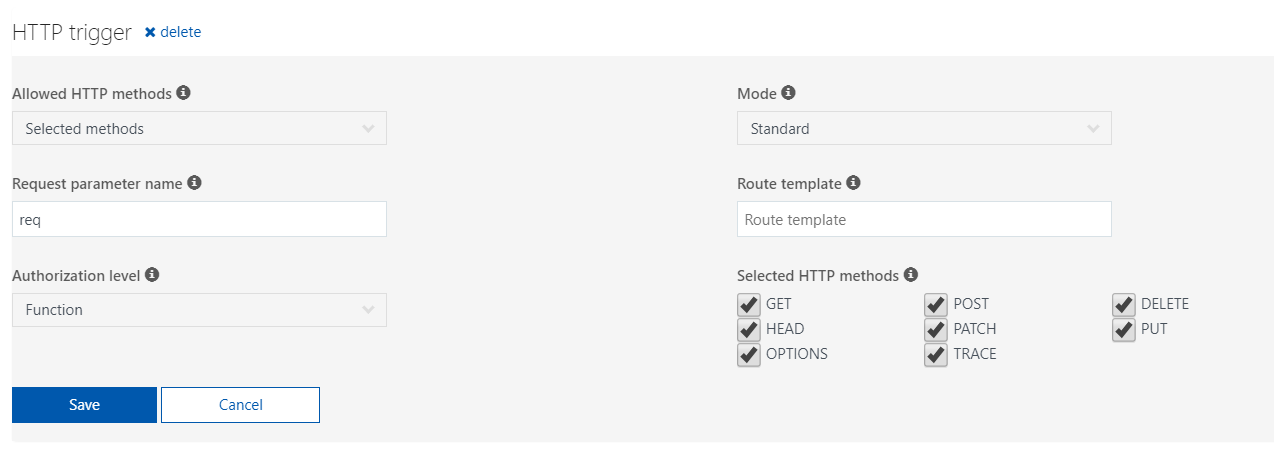 HTTP trigger delete
Allowed HTTP methods
Mode
Selected methods
Standard
Request parameter name
Route template
req
Route template
Authorization level
Selected HTTP methods
Function
GET POST DELETE
HEAD PATCH PUT
OPTIONS TRACE
Save Cancel